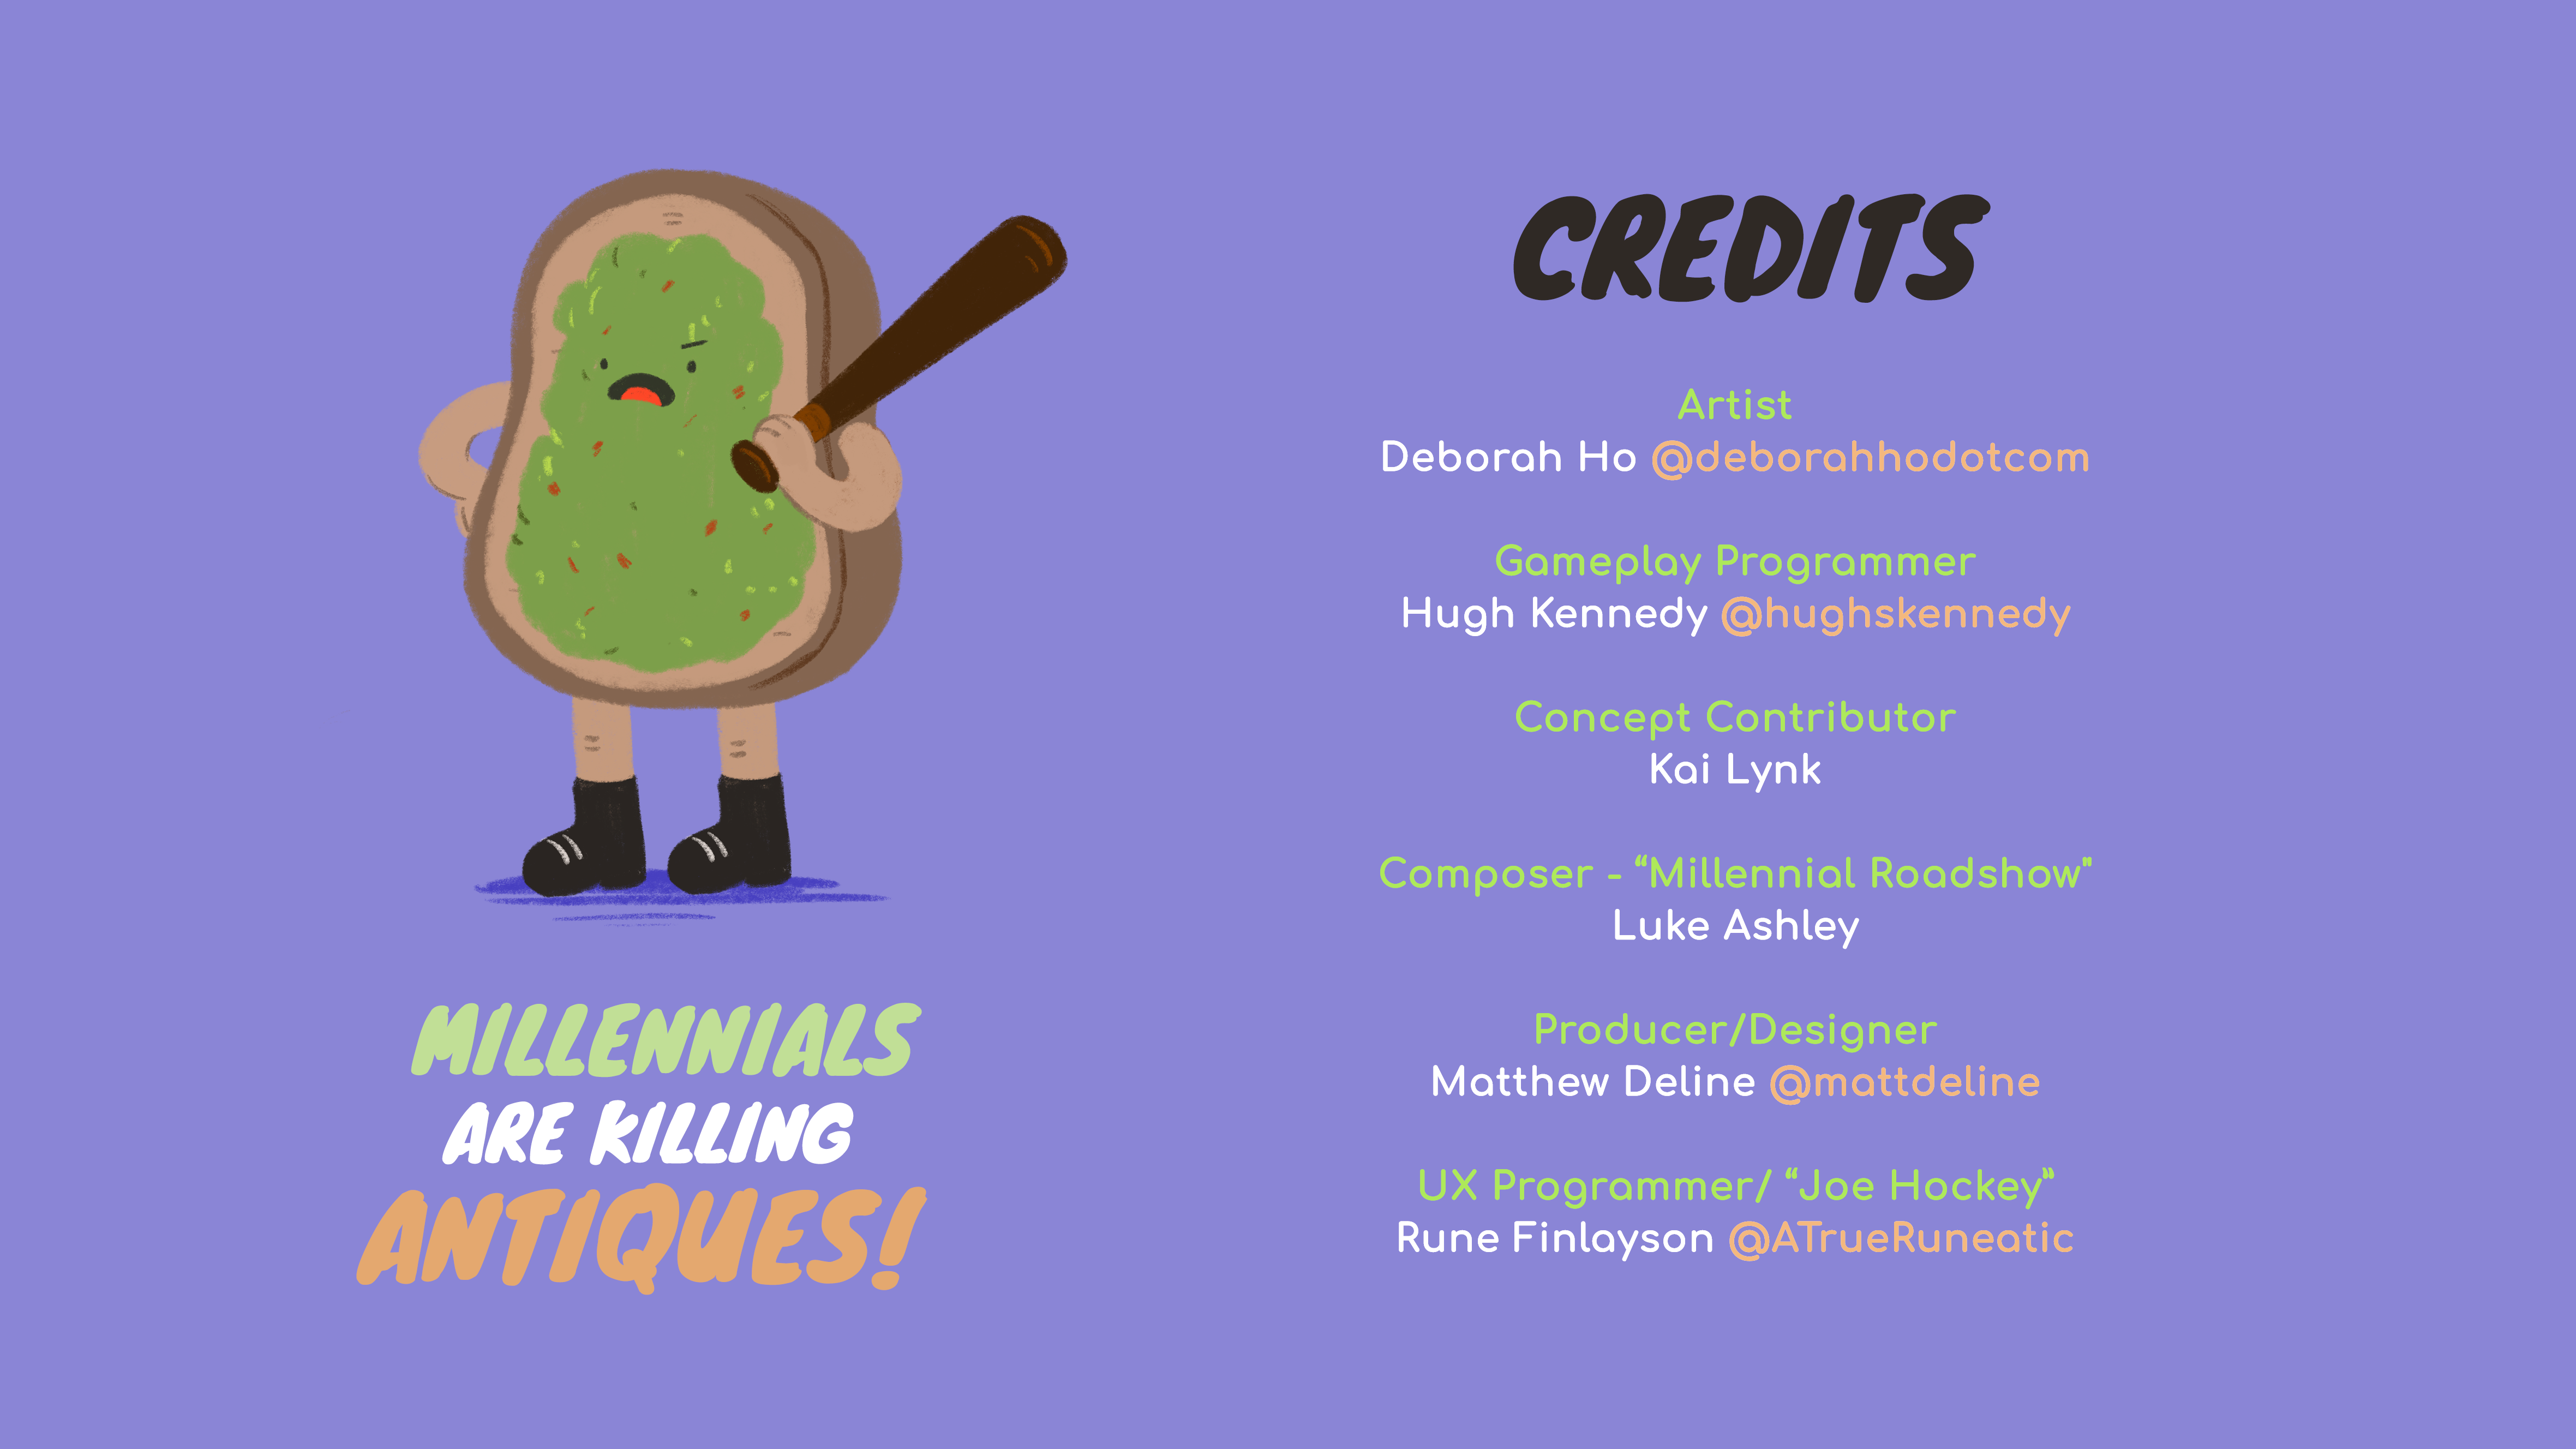 MILLENNIALS
ARE KILLING
ANTIQUES!
CREDITS
Artist
Deborah Ho @deborahhodotcom
Gameplay Programmer
Hugh Kennedy @hughskennedy
Concept Contributor
Kai Lynk
Composer - “Millennial Roadshow"
Luke Ashley
Producer/Designer
Matthew Deline @mattdeline
UX Programmer/ “Joe Hockey”
Rune Finlayson @ATrueRuneatic